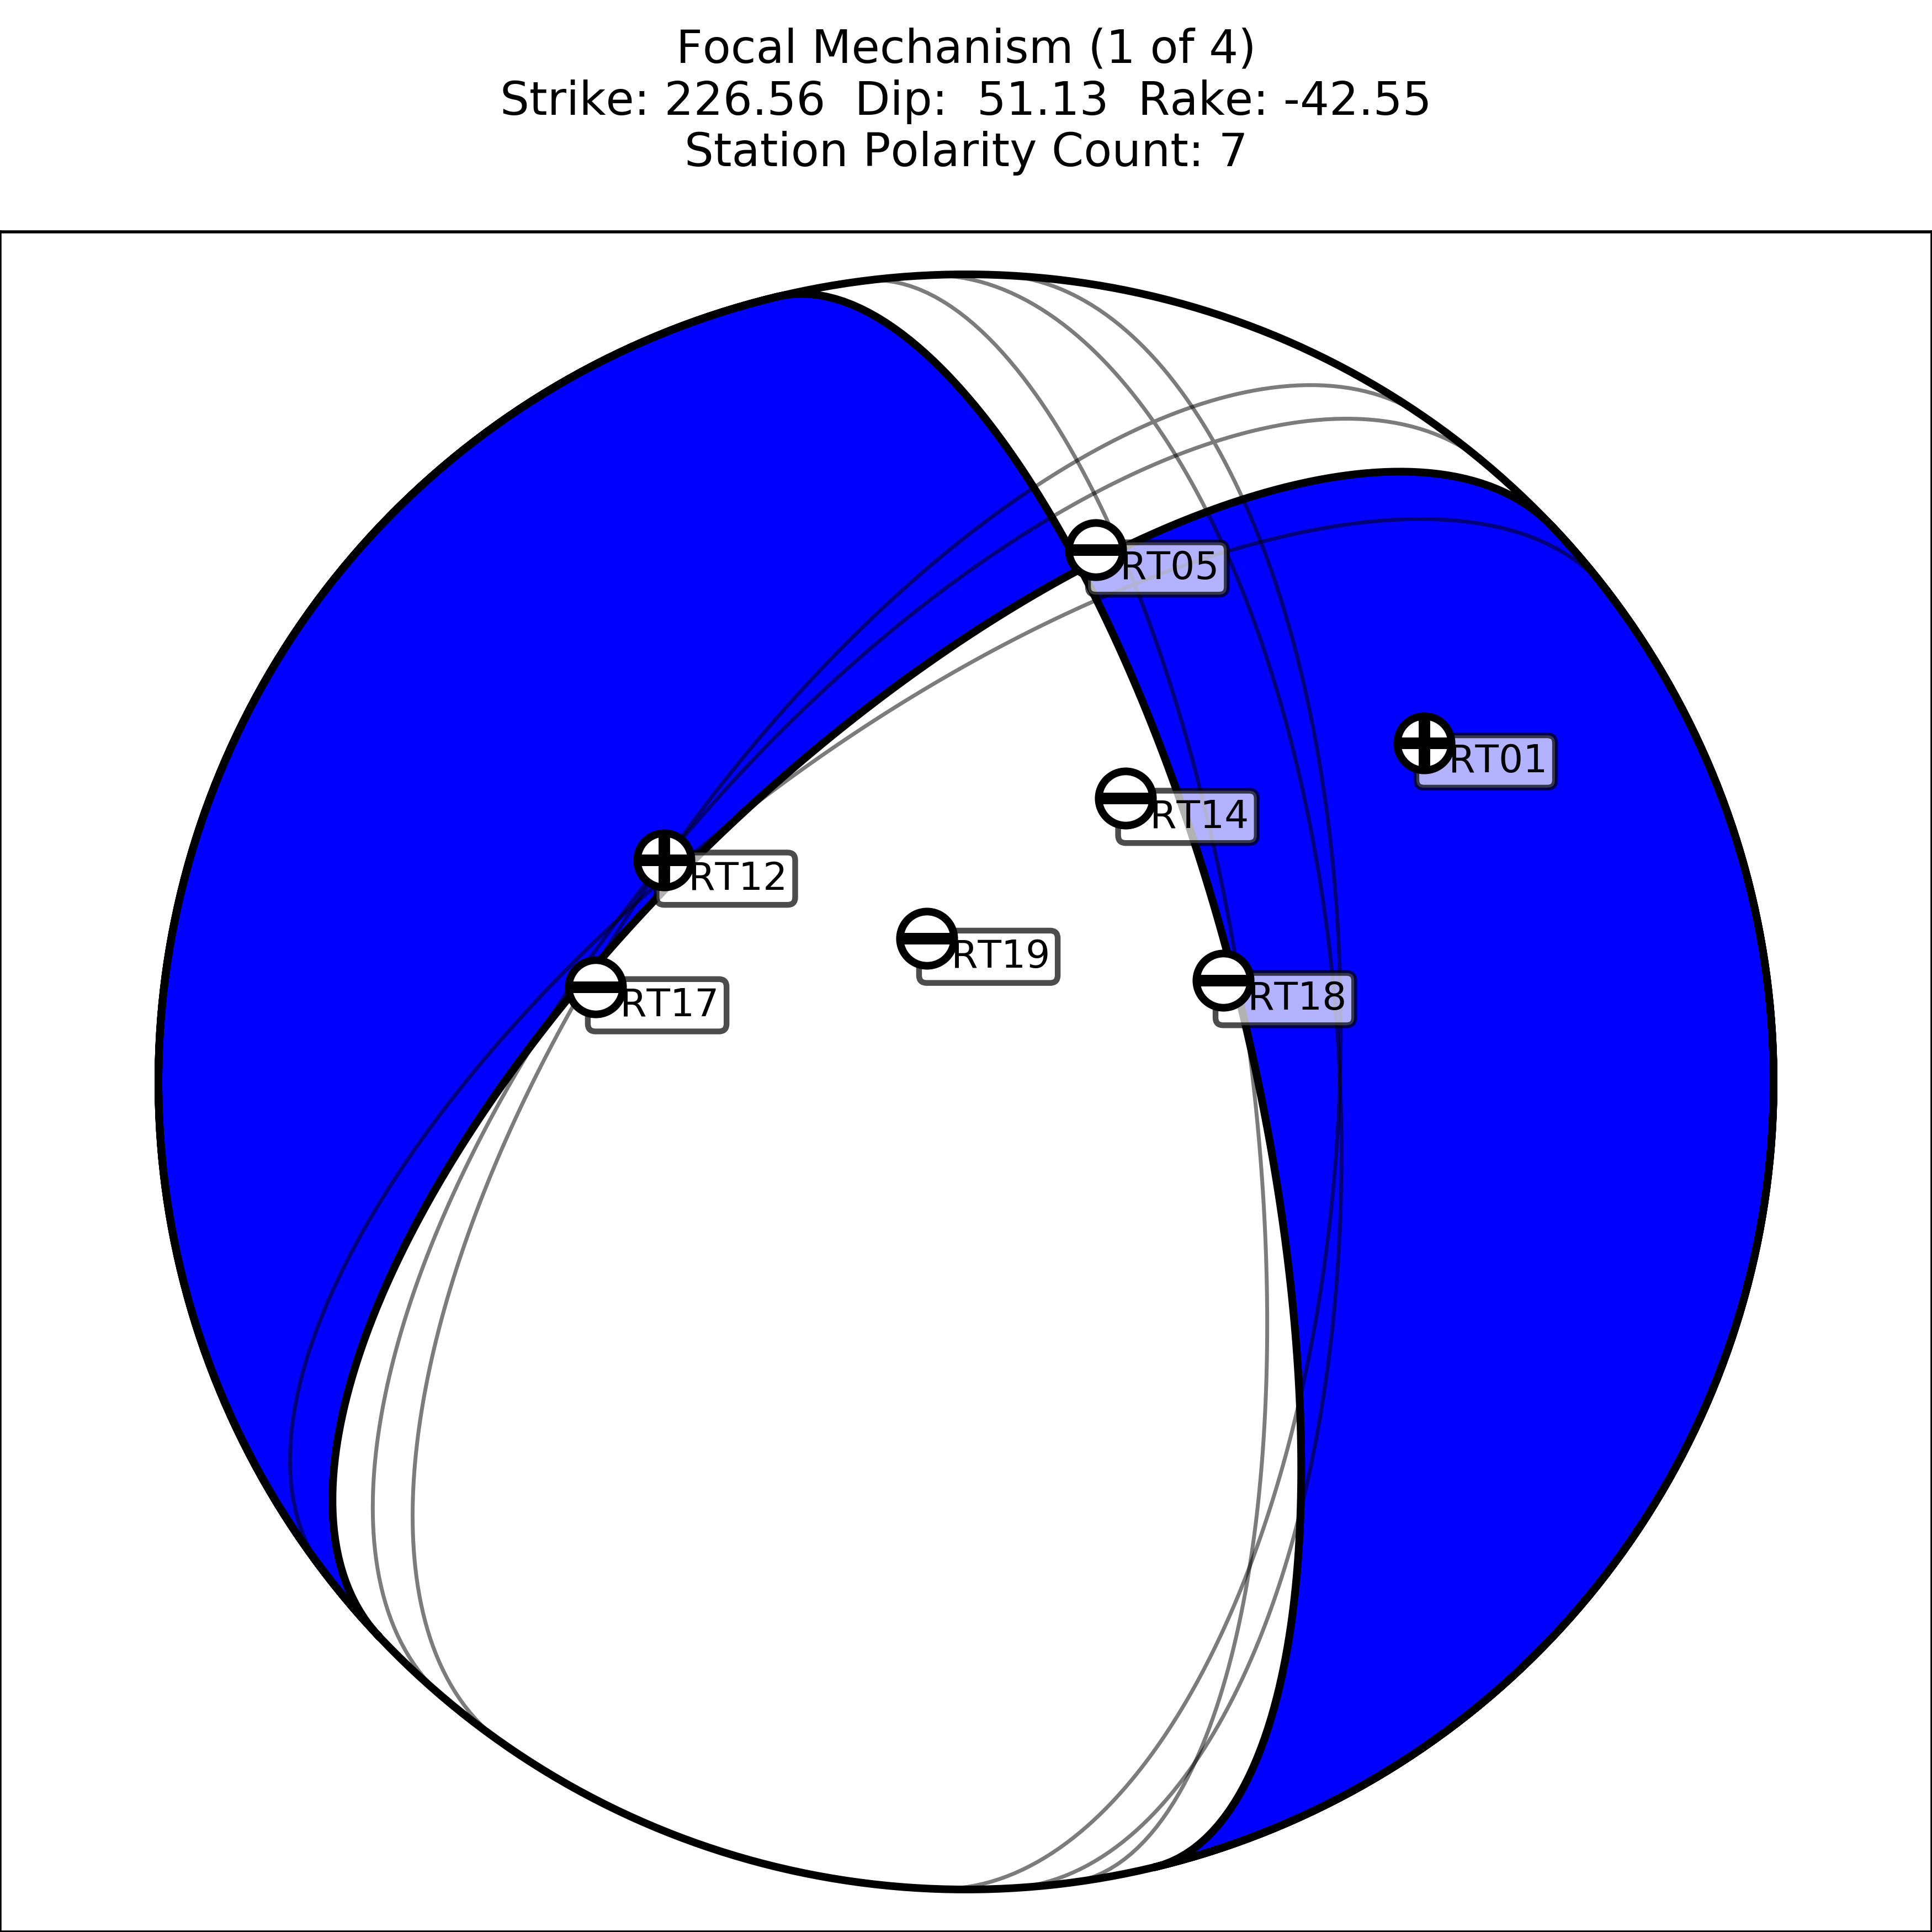 Focal Mechanism (1 of 4)
Strike: 226.56  Dip:  51.13  Rake: -42.55
Station Polarity Count: 7
RT05
RT01
RT14
RT12
RT19
RT18
RT17